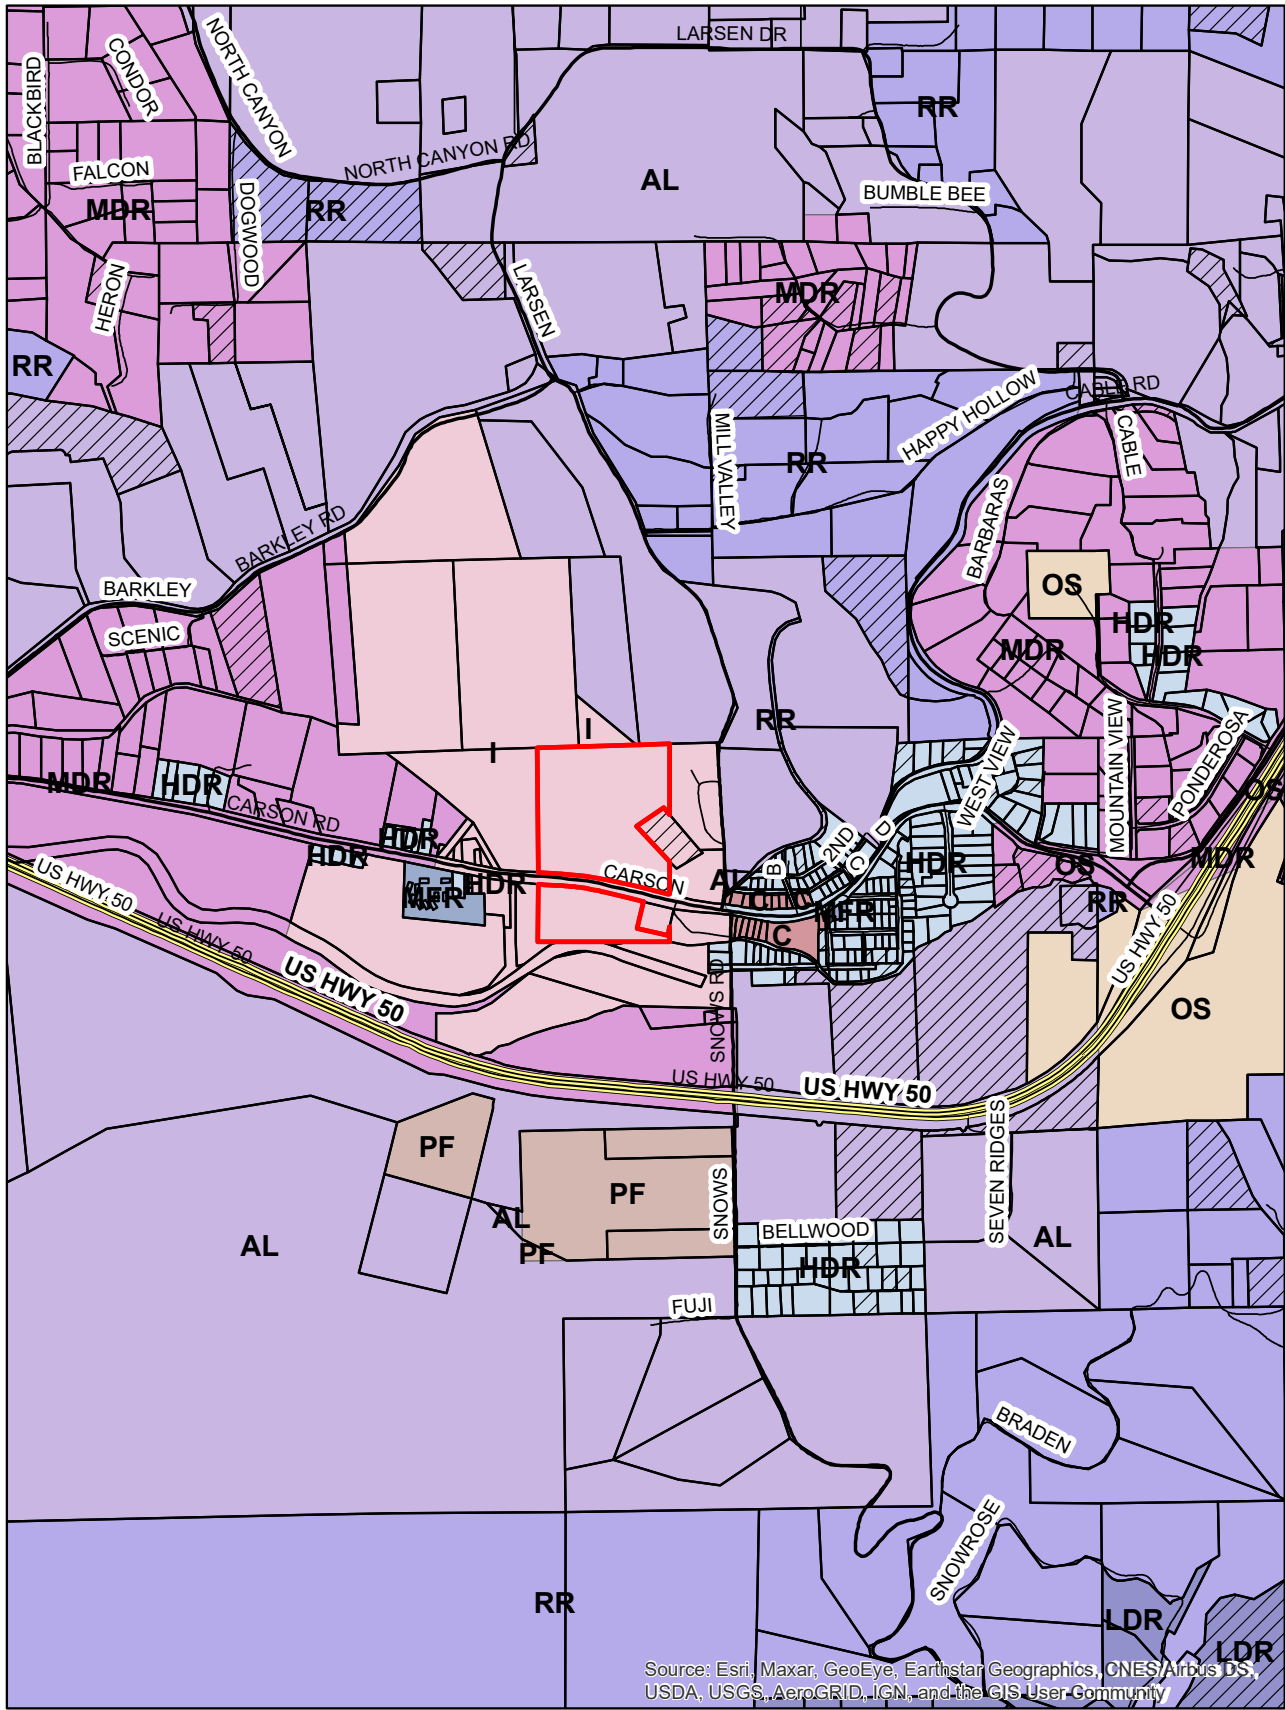 LARSEN DR
NORTH CANYON
CONDOR
BLACKBIRD
RR
NORTH CANYON RD
FALCON
AL
BUMBLE BEE
MDR
DOGWOOD
RR
HERON
LARSEN
MDR
RR
CABLE RD
HAPPY HOLLOW
CABLE
MILL VALLEY
RR
BARBARAS
BARKLEY RD
BARKLEY
OS
SCENIC
HDR
MDR
HDR
RR
I
I
MOUNTAIN VIEW
PONDEROSA
WEST VIEW
MDR
HDR
OS
CARSON RD
HDR
2ND
D
HDR
MDR
C
HDR
OS
B
CARSON
AL
HDR
MFR
C
C
MFR
RR
US HWY 50
US HWY 50
C
US HWY 50
US HWY 50
OS
SNOWS RD
US HWY 50
US HWY 50
SEVEN RIDGES
PF
PF
SNOWS
AL
BELLWOOD
AL
AL
PF
HDR
FUJI
BRADEN
SNOWROSE
RR
LDR
LDR
Source: Esri, Maxar, GeoEye, Earthstar Geographics, CNES/Airbus DS,
USDA, USGS, AeroGRID, IGN, and the GIS User Community